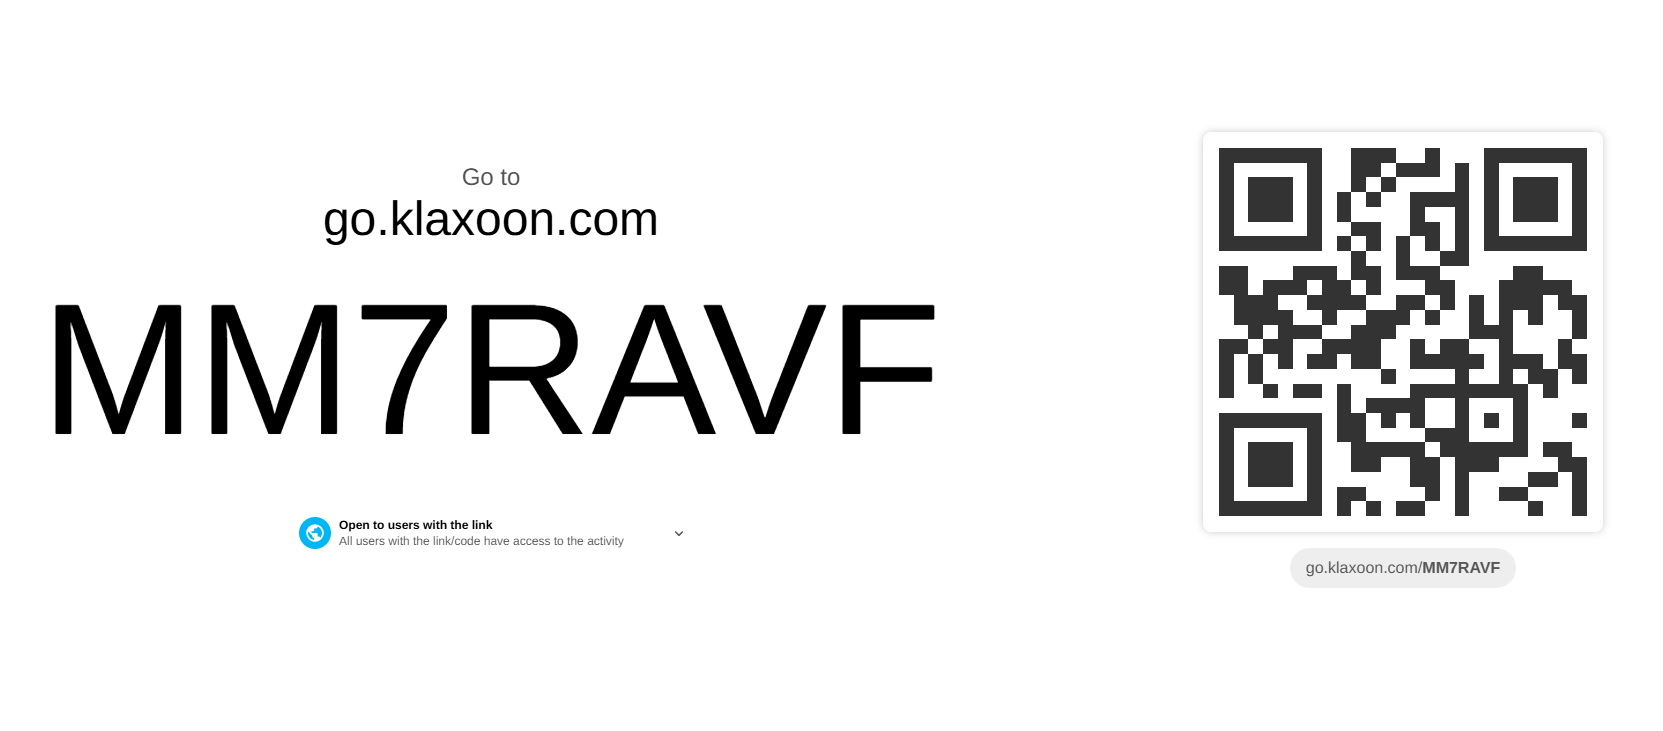 Go to
go.klaxoon.com
MM7RAVF
Open to users with the link
All users with the link/code have access to the activity
go.klaxoon.com/MM7RAVF